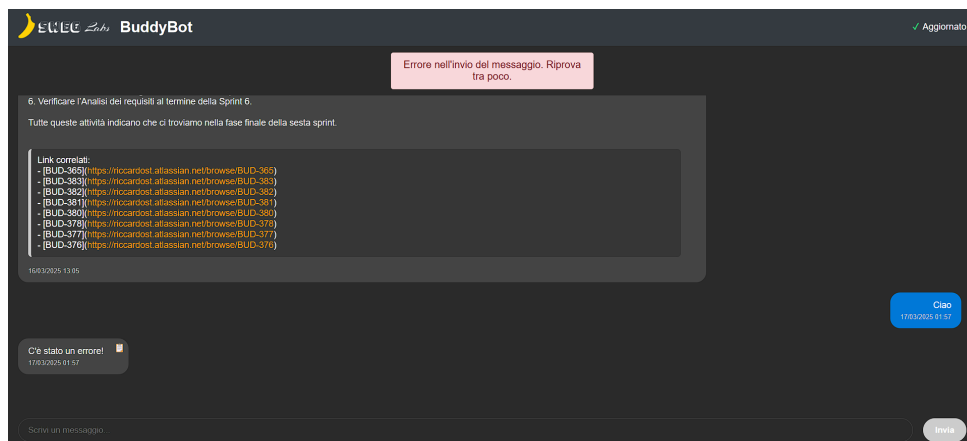 SWEG Labs BuddyBot
✓ Aggiornato
Errore nell'invio del messaggio. Riprova
tra poco.
6. Verificare l'Analisi dei requisiti al termine della Sprint 6.
Tutte queste attività indicano che ci troviamo nella fase finale della sesta sprint.
Link correlati:
- [BUD-365](https://riccardost.atlassian.net/browse/BUD-365)
- [BUD-383](https://riccardost.atlassian.net/browse/BUD-383)
- [BUD-382](https://riccardost.atlassian.net/browse/BUD-382)
- [BUD-381](https://riccardost.atlassian.net/browse/BUD-381)
- [BUD-380](https://riccardost.atlassian.net/browse/BUD-380)
- [BUD-378](https://riccardost.atlassian.net/browse/BUD-378)
- [BUD-377](https://riccardost.atlassian.net/browse/BUD-377)
- [BUD-376](https://riccardost.atlassian.net/browse/BUD-376)
16/03/2025 13:05
Ciao
17/03/2025 01:57
C'è stato un errore!
17/03/2025 01:57
Scrivi un messaggio...
Invia